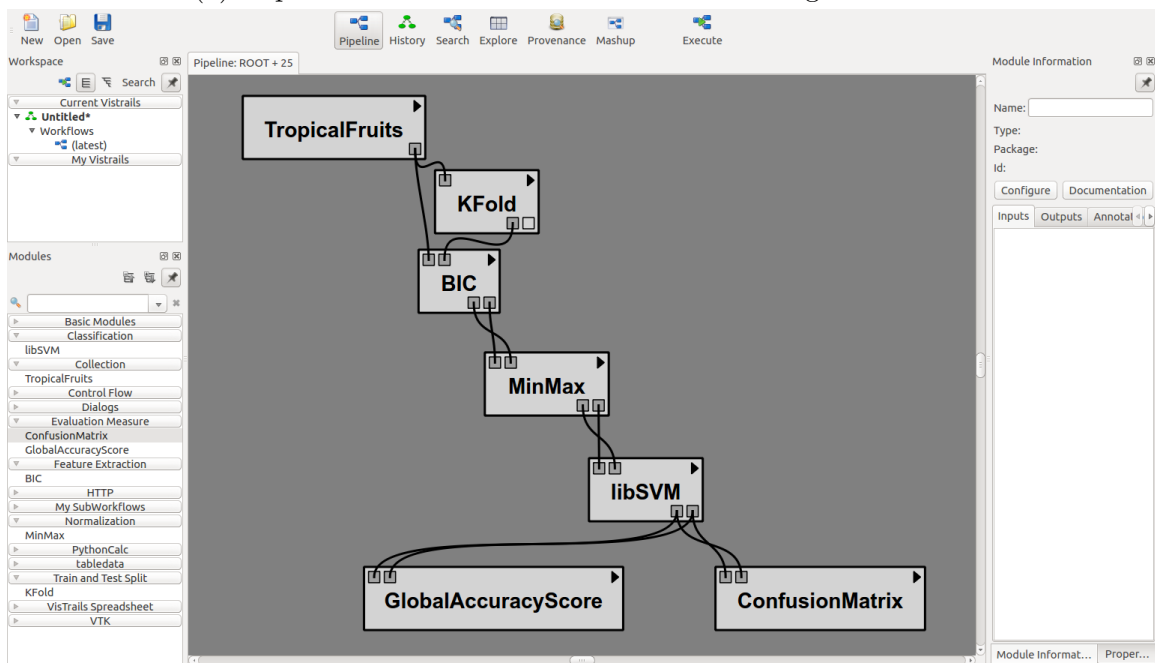 New Open Save Pipeline History Search Explore Provenance Mashup Execute
Workspace
Search
Current Vistrails
Untitled*
Workflows
(latest)
My Vistrails
Modules
Basic Modules
Classification
libSVM
Collection
TropicalFruits
Control Flow
Dialogs
Evaluation Measure
ConfusionMatrix
GlobalAccuracyScore
Feature Extraction
BIC
HTTP
My SubWorkflows
Normalization
MinMax
PythonCalc
tabledata
Train and Test Split
KFold
VisTrails Spreadsheet
VTK
Pipeline: ROOT + 25
TropicalFruits
KFold
BIC
MinMax
libSVM
GlobalAccuracyScore
ConfusionMatrix
Module Information
Name:
Type:
Package:
Id:
Configure Documentation
Inputs Outputs Annotat
Module Informat... Proper...